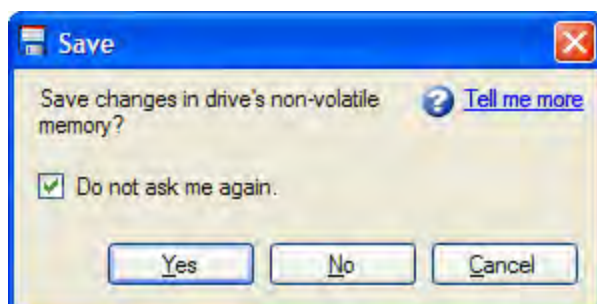 Save
Save changes in drive's non-volatile
memory?
Tell me more
Do not ask me again.
Yes
No
Cancel